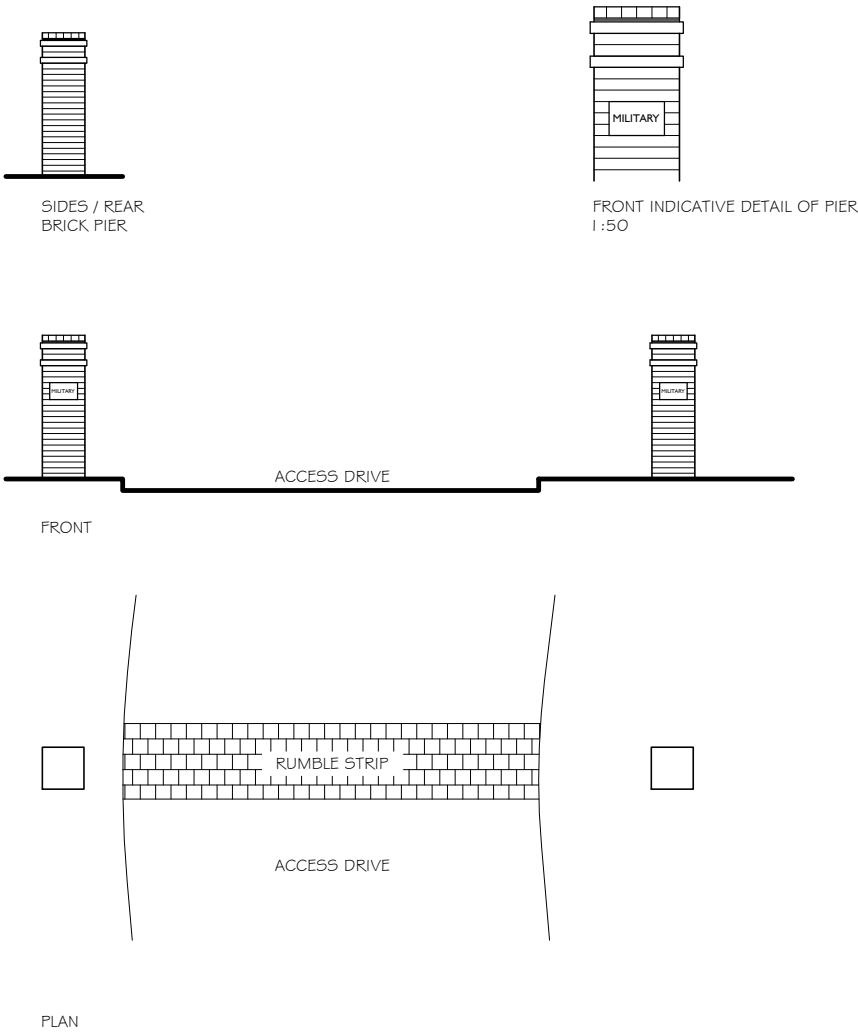 MILITARY
SIDES / REAR
BRICK PIER
FRONT INDICATIVE DETAIL OF PIER
1:50
MILITARY
MILITARY
ACCESS DRIVE
FRONT
RUMBLE STRIP
ACCESS DRIVE
PLAN